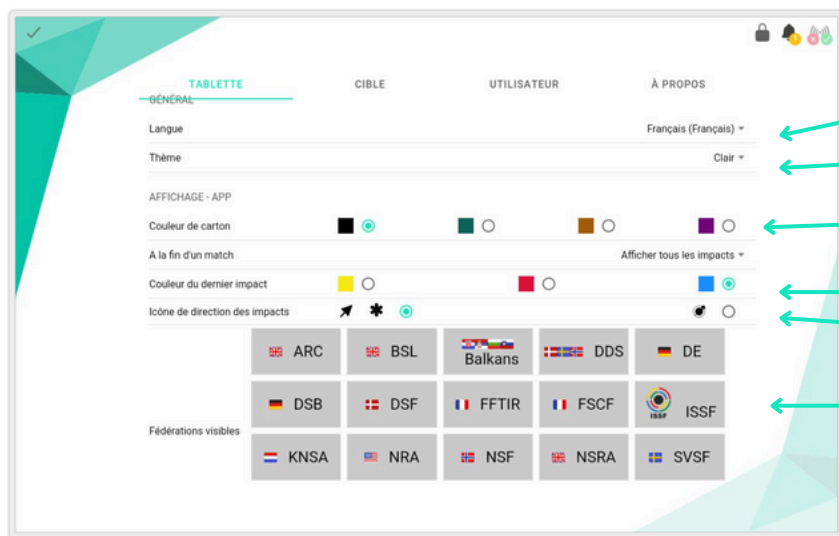 TABLETTE CIBLE UTILISATEUR À PROPOS
GÉNÉRAL
Langue Français (Français)
Thème Clair
AFFICHAGE - APP
Couleur de carton
A la fin d'un match Afficher tous les impacts
Couleur du dernier impact
Icône de direction des impacts
ARC BSL Balkans DDS DE
DSB DSF FFTIR FSCF ISSF ISSF
Fédérations visibles
KNSA NRA NSF NSRA SVSF